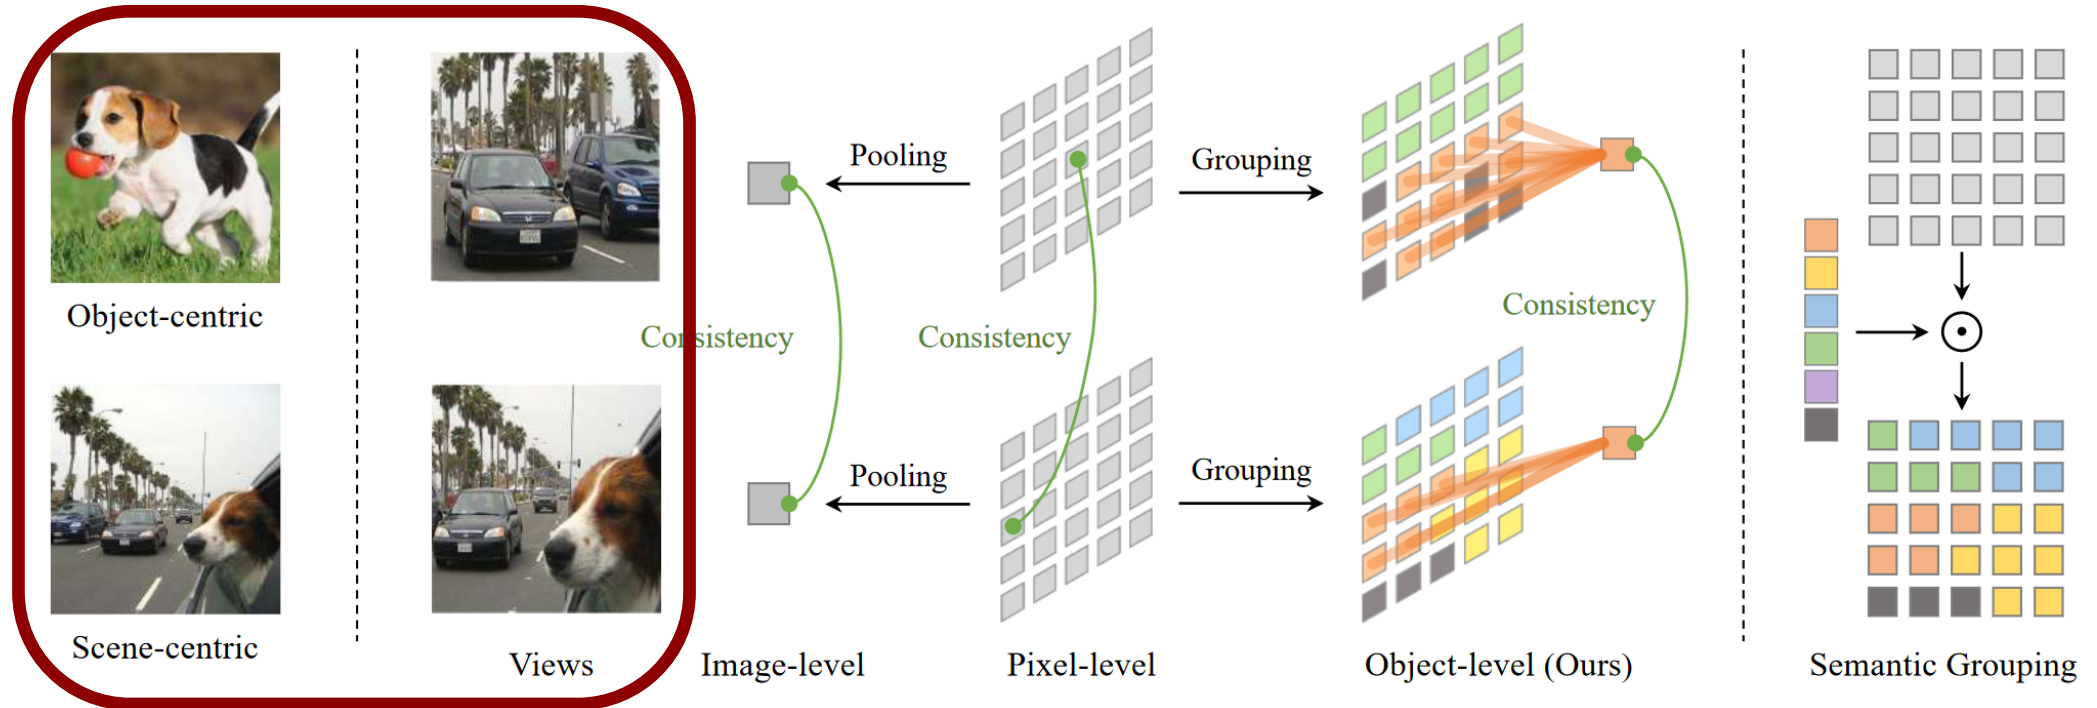 Object-centric
Scene-centric
Views
Consistency
Pooling
Pooling
Image-level
Consistency
Pixel-level
Grouping
Grouping
Consistency
Object-level (Ours)
Semantic Grouping